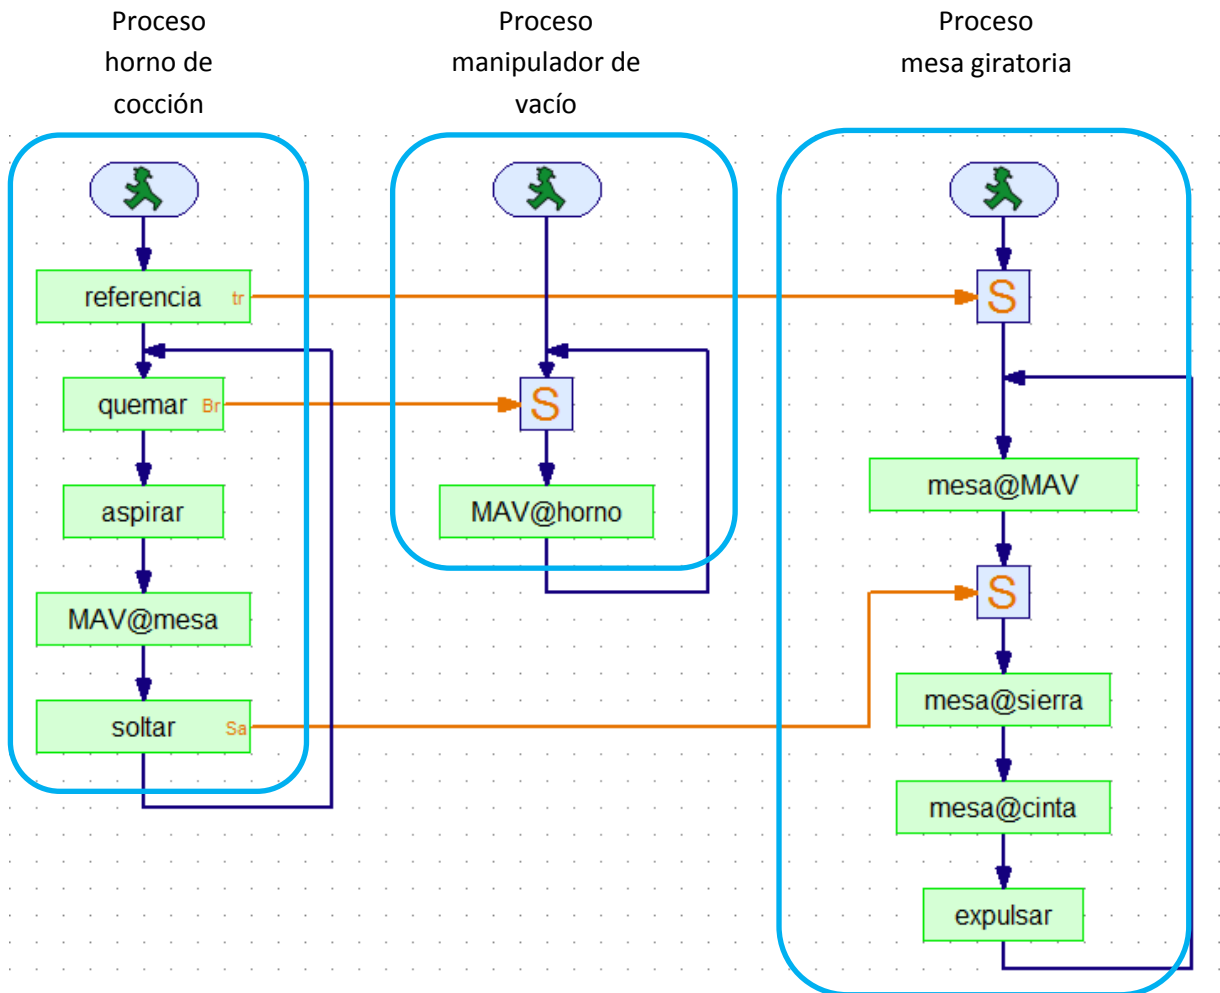 Proceso
horno de
cocción
Proceso
manipulador de
vacío
Proceso
mesa giratoria
referencia tr
quemar Br
aspirar
MAV@mesa
soltar Sa
S
MAV@horno
S
mesa@MAV
S
mesa@sierra
mesa@cinta
expulsar